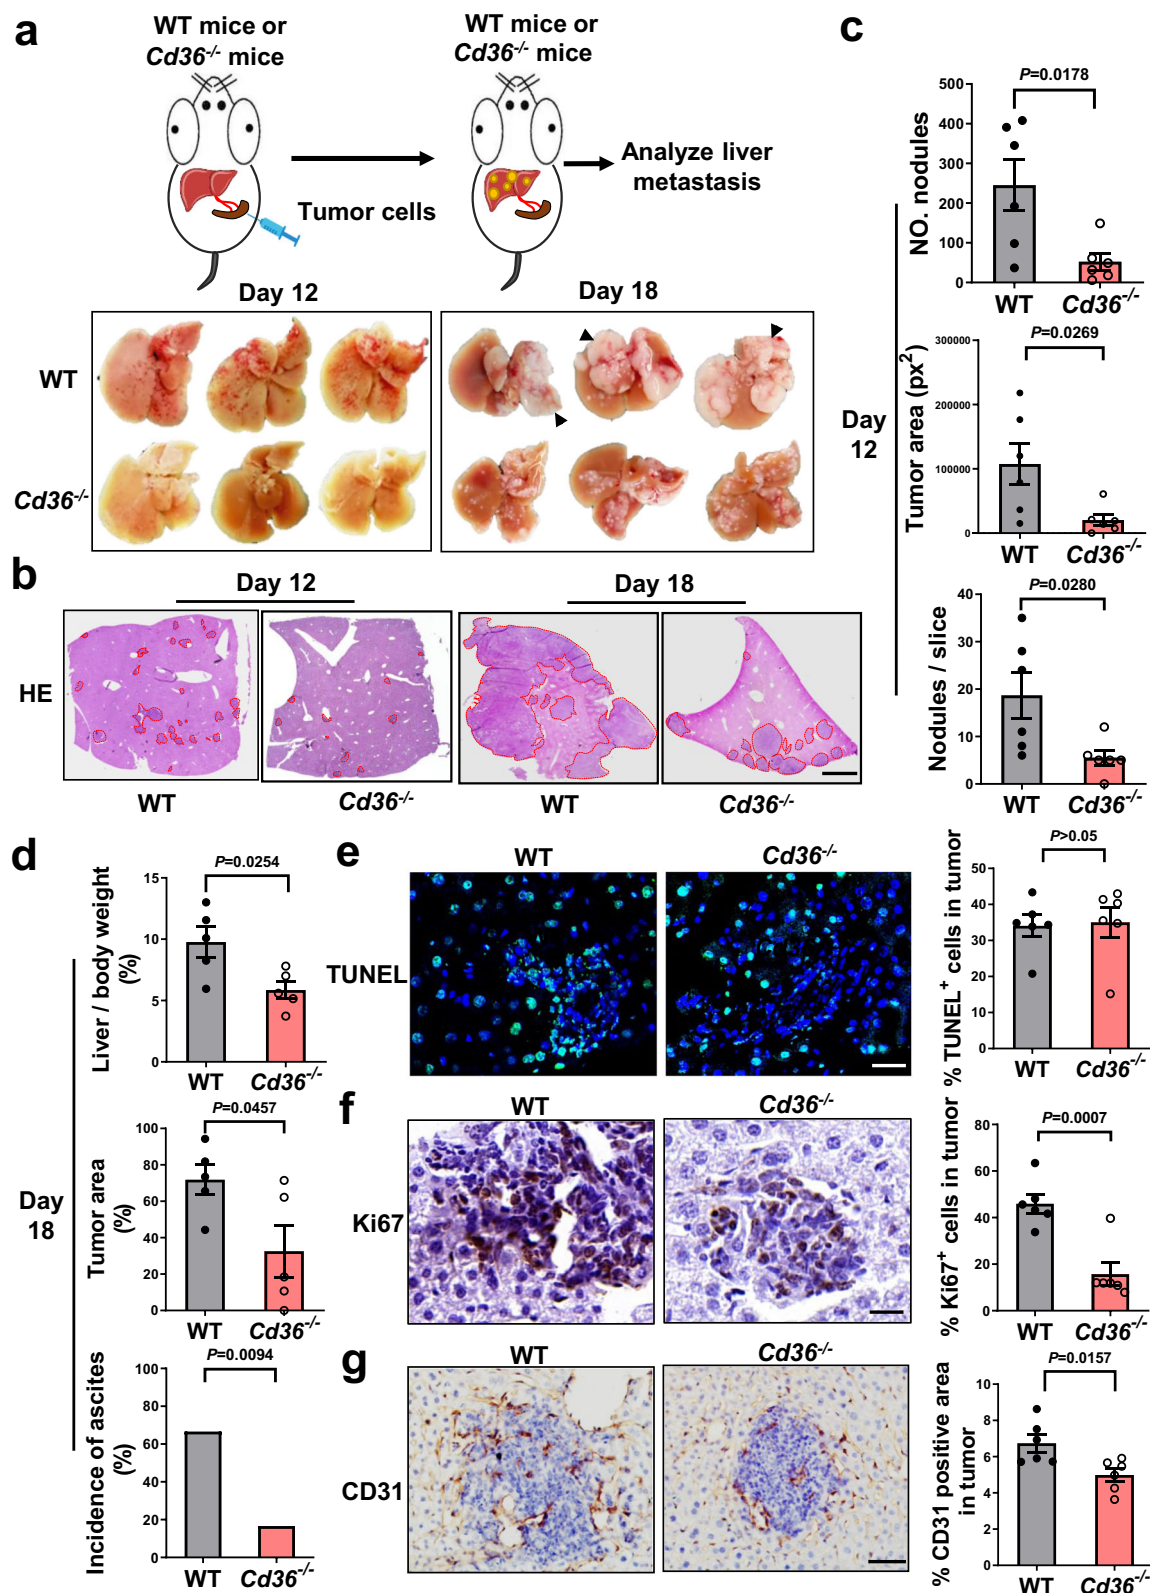 a
WT mice or
Cd36-/- mice
WT mice or
Cd36-/- mice
Tumor cells
Analyze liver
metastasis
Day 12
Day 18
WT
Cd36-/-
b
Day 12
Day 18
HE
WT
Cd36-/-
WT
Cd36-/-
c
Day
12
P=0.0178
NO. nodules
500
400
300
200
100
0
WT
Cd36-/-
P=0.0269
Tumor area (px2)
300000
200000
100000
0
WT
Cd36-/-
P=0.0280
Nodules / slice
40
30
20
10
0
WT
Cd36-/-
d
Day
18
P=0.0254
Liver / body weight
(%)
15
10
5
0
WT
Cd36-/-
P=0.0457
Tumor area
(%)
100
80
60
40
20
0
WT
Cd36-/-
P=0.0094
Incidence of ascites
(%)
100
80
60
40
20
0
WT
Cd36-/-
e
WT
Cd36-/-
TUNEL
P>0.05
% TUNEL+ cells in tumor
50
40
30
20
10
0
WT
Cd36-/-
f
WT
Cd36-/-
Ki67
P=0.0007
% Ki67+ cells in tumor
80
60
40
20
0
WT
Cd36-/-
g
WT
Cd36-/-
CD31
P=0.0157
% CD31 positive area
in tumor
10
8
6
4
2
0
WT
Cd36-/-